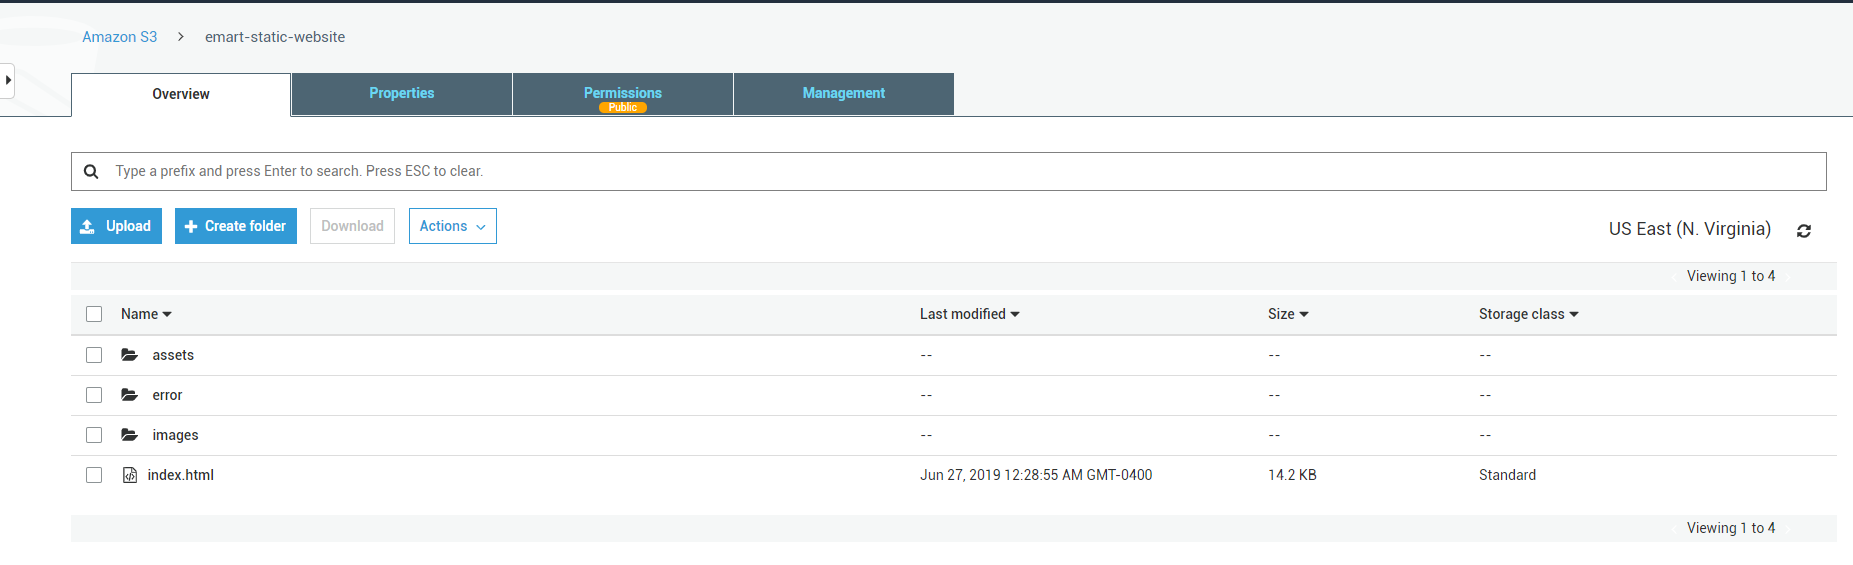 Amazon S3 > emart-static-website
Overview Properties Permissions Management
Public
Type a prefix and press Enter to search. Press ESC to clear.
Upload Create folder Download Actions
US East (N. Virginia)
Viewing 1 to 4
Name Last modified Size Storage class
assets -- -- --
error -- -- --
images -- -- --
index.html Jun 27, 2019 12:28:55 AM GMT-0400 14.2 KB Standard
Viewing 1 to 4